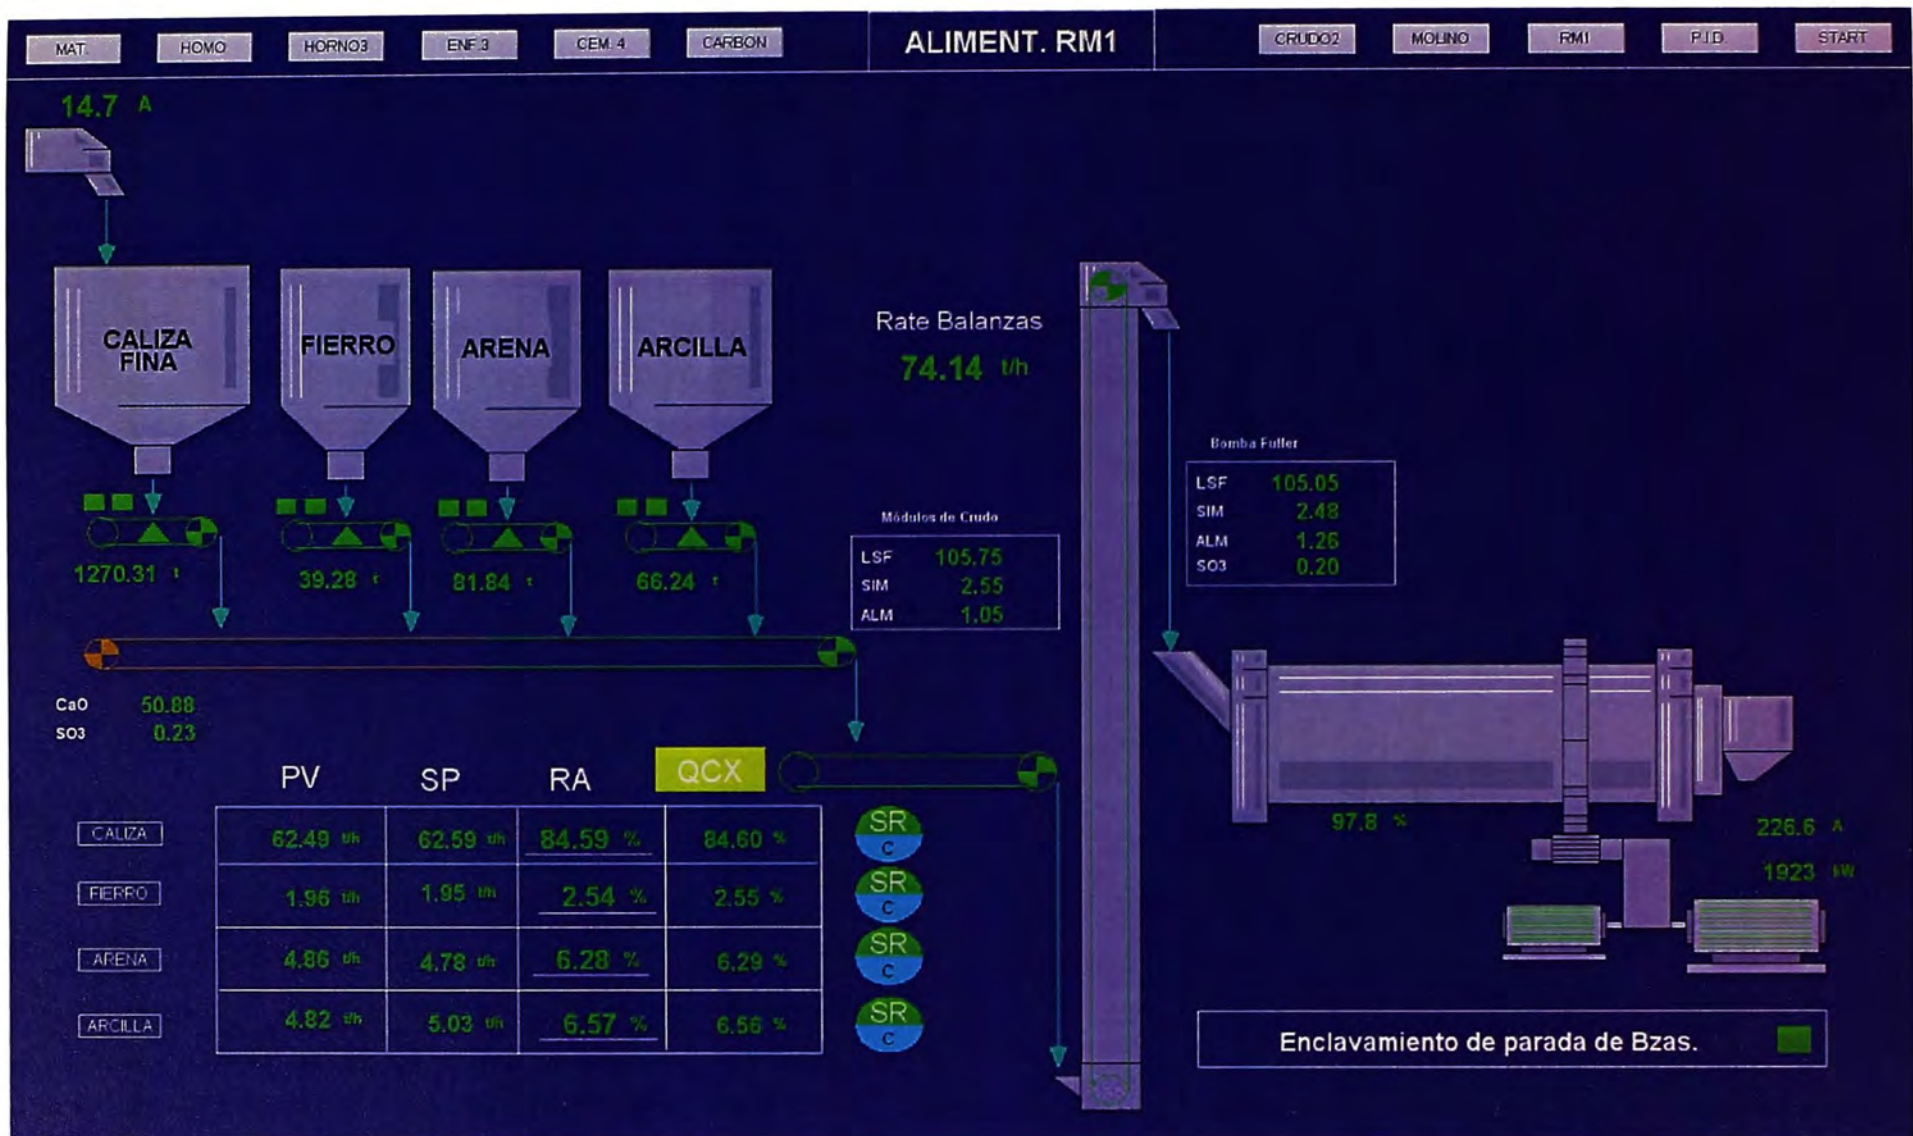 MAT.
HOMO
HORNO3
ENF.3
CEM. 4
CARBON
ALIMENT. RM1
CRUDO2
MOLINO
RM1
P.I.D.
START
14.7 A
CALIZA
FINA
FIERRO
ARENA
ARCILLA
Rate Balanzas
74.14 t/h
1270.31 t
39.28 t
81.84 t
66.24 t
Módulos de Crudo
LSF 105.75
SIM 2.55
ALM 1.05
Bomba Fuller
LSF 105.05
SIM 2.48
ALM 1.26
SO3 0.20
CaO 50.88
SO3 0.23
PV SP RA QCX
CALIZA 62.49 t/h 62.59 t/h 84.59 % 84.60 % SR C
FIERRO 1.96 t/h 1.95 t/h 2.54 % 2.55 % SR C
ARENA 4.86 t/h 4.78 t/h 6.28 % 6.29 % SR C
ARCILLA 4.82 t/h 5.03 t/h 6.57 % 6.56 % SR C
97.8 %
226.6 A
1923 kW
Enclavamiento de parada de Bzas.